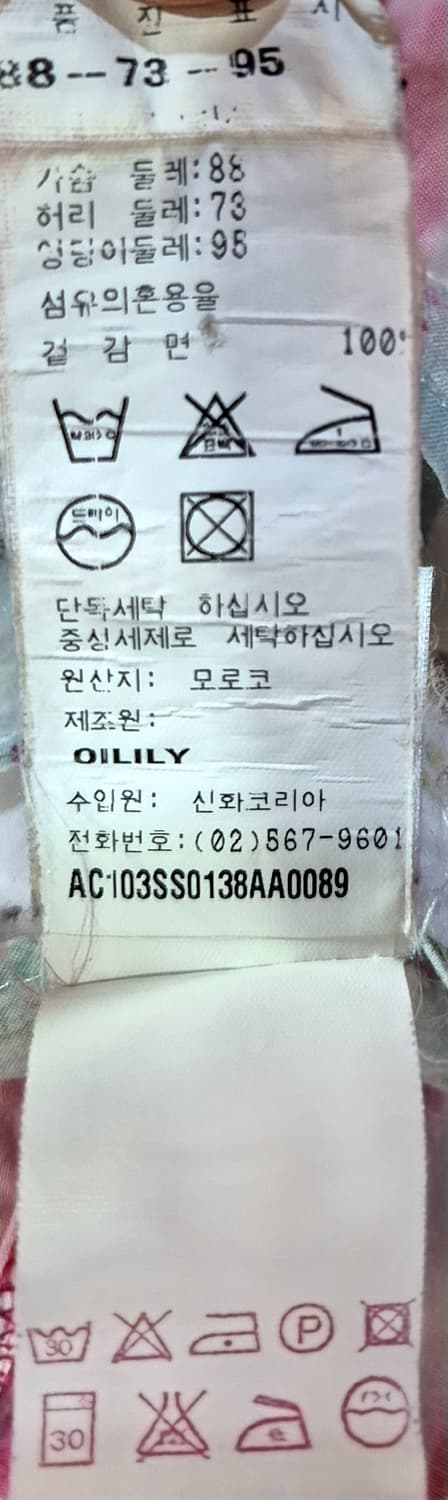 품 진 표 시
88--73--95
가슴 둘레:88
허리 둘레:73
엉덩이둘레:95
섬유의혼용율
겉 감 면 100%
드라이
단독세탁 하십시오
중성세제로 세탁하십시오
원산지: 모로코
제조원:
OILILY
수입원: 신화코리아
전화번호:(02)567-9601
AC103SS0138AA0089
30 P
30